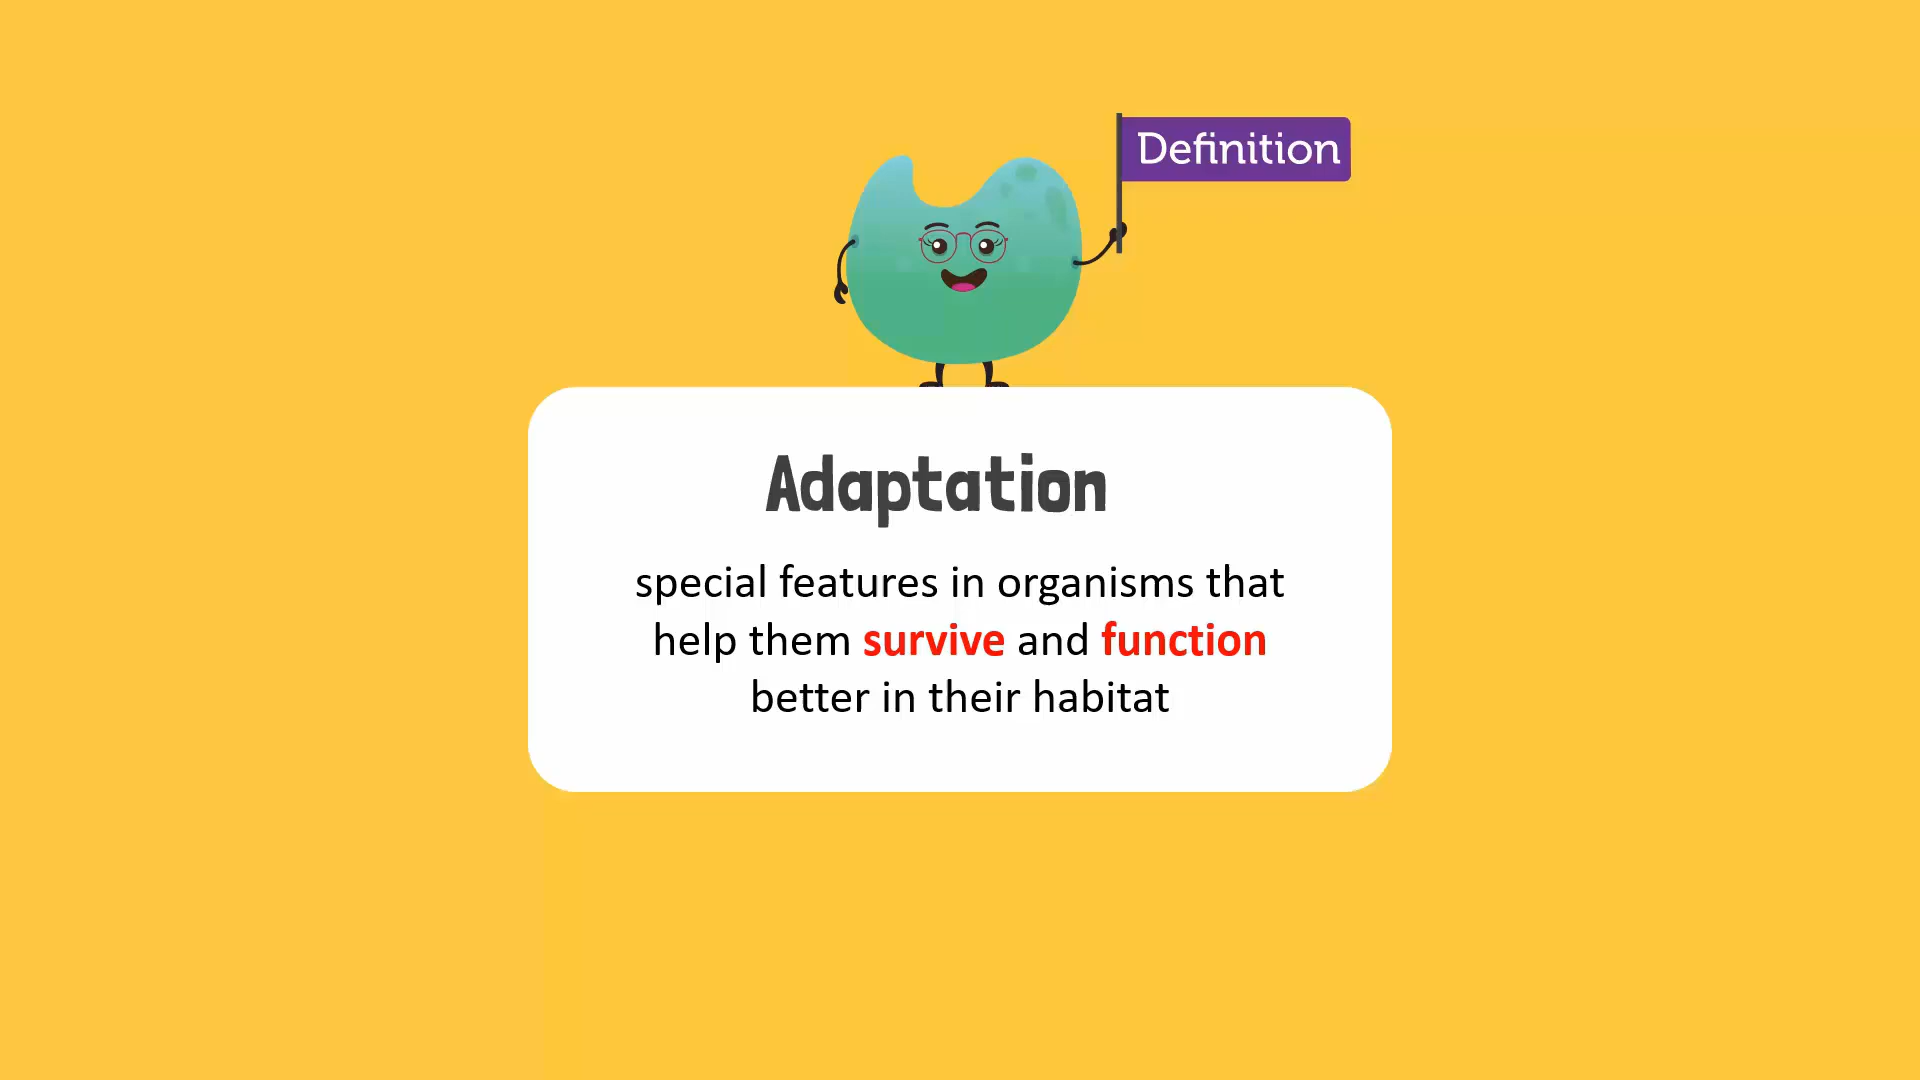 Definition
Adaptation
special features in organisms that
help them survive and function
better in their habitat